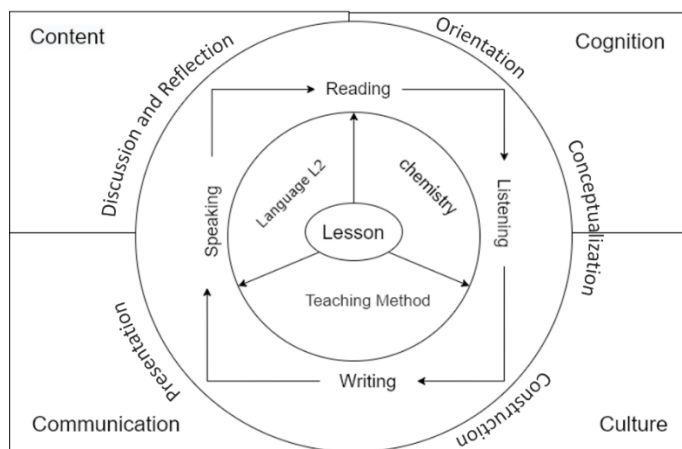 Content
Cognition
Discussion and Reflection
Orientation
Reading
Conceptualization
Language L2
chemistry
Speaking
Listening
Lesson
Teaching Method
Presentation
Writing
Construction
Communication
Culture